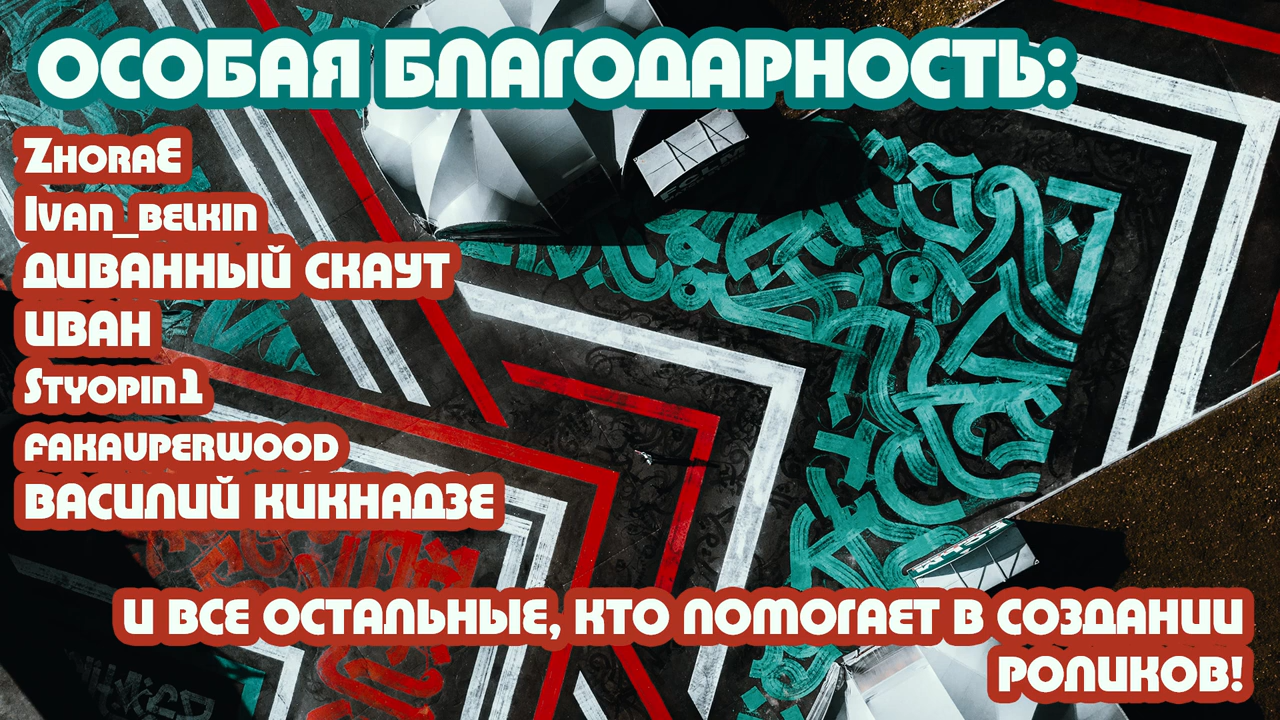 ОСОБАЯ БЛАГОДАРНОСТЬ:
ZhoraE
Ivan_belkin
ДИВАННЫЙ СКАУТ
ИВАН
Styopin1
fakauperwood
ВАСИЛИЙ КИКНАДЗЕ
И ВСЕ ОСТАЛЬНЫЕ, КТО ПОМОГАЕТ В СОЗДАНИИ
РОЛИКОВ!